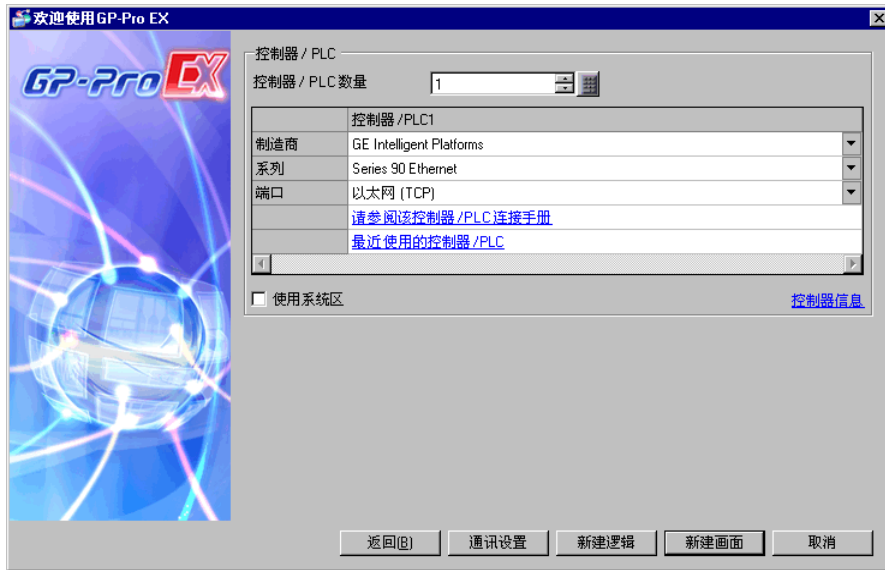 欢迎使用GP-Pro EX
GP-Pro EX
控制器 / PLC
控制器 / PLC数量 1
控制器 /PLC1
制造商 GE Intelligent Platforms
系列 Series 90 Ethernet
端口 以太网 (TCP)
请参阅该控制器/PLC连接手册
最近使用的控制器/PLC
使用系统区 控制器信息
返回(B) 通讯设置 新建逻辑 新建画面 取消